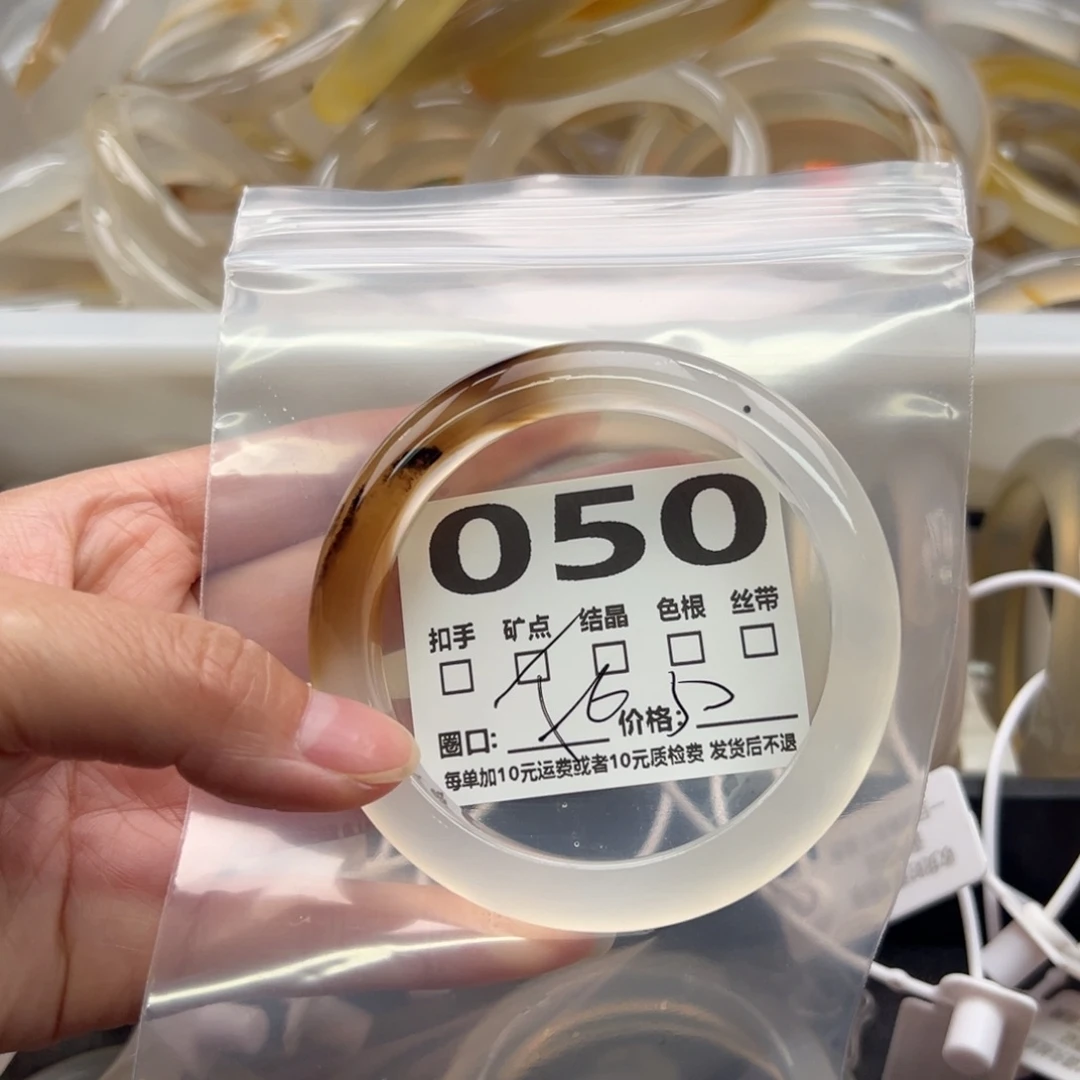 050
扣手 矿点 结晶 色根 丝带
圈口: 价格:
每单加10元运费或者10元质检费 发货后不退